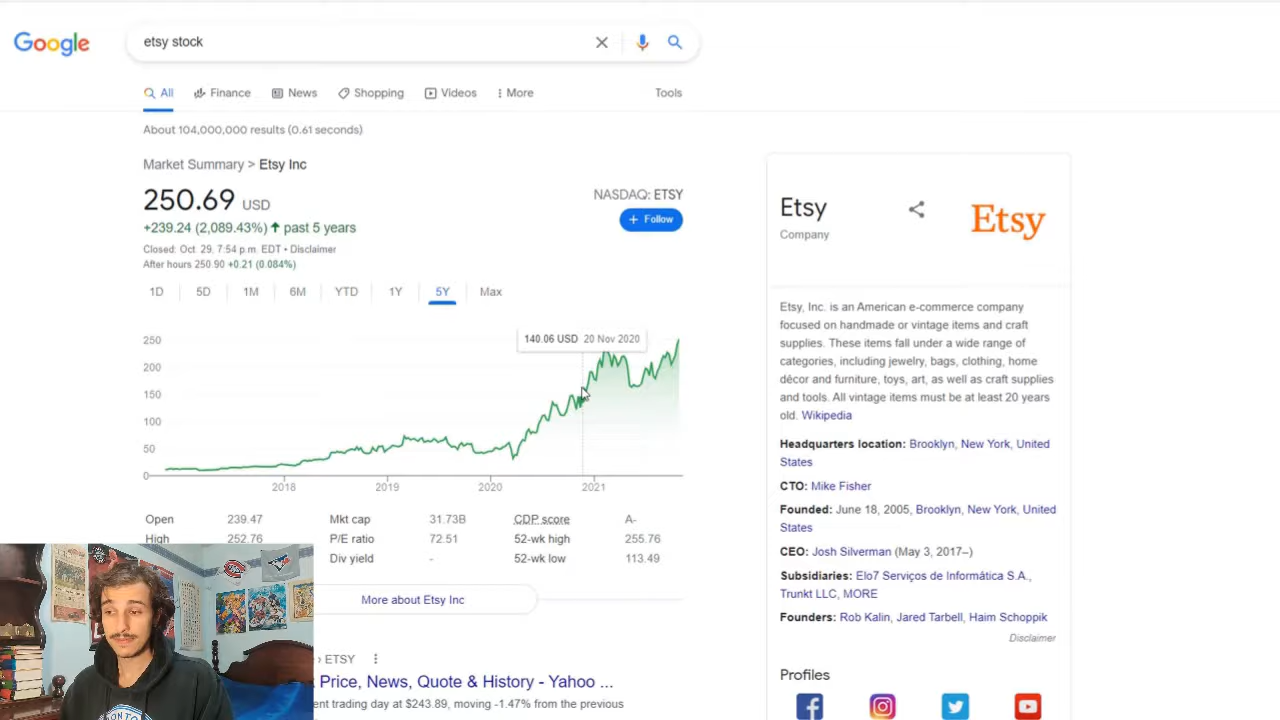 Google
etsy stock
All
Finance
News
Shopping
Videos
More
Tools
About 104,000,000 results (0.61 seconds)
Market Summary > Etsy Inc
250.69 USD
+239.24 (2,089.43%) past 5 years
Closed: Oct. 29, 7:54 p.m. EDT • Disclaimer
After hours 250.90 +0.21 (0.084%)
NASDAQ: ETSY
+ Follow
1D 5D 1M 6M YTD 1Y 5Y Max
140.06 USD 20 Nov 2020
250
200
150
100
50
0
2018 2019 2020 2021
Open 239.47 Mkt cap 31.73B CDP score A-
High 252.76 P/E ratio 72.51 52-wk high 255.76
Div yield - 52-wk low 113.49
More about Etsy Inc
› ETSY
Price, News, Quote & History - Yahoo ...
ent trading day at $243.89, moving -1.47% from the previous
Etsy
Company
Etsy
Etsy, Inc. is an American e-commerce company
focused on handmade or vintage items and craft
supplies. These items fall under a wide range of
categories, including jewelry, bags, clothing, home
décor and furniture, toys, art, as well as craft supplies
and tools. All vintage items must be at least 20 years
old. Wikipedia
Headquarters location: Brooklyn, New York, United
States
CTO: Mike Fisher
Founded: June 18, 2005, Brooklyn, New York, United
States
CEO: Josh Silverman (May 3, 2017–)
Subsidiaries: Elo7 Serviços de Informática S.A.,
Trunkt LLC, MORE
Founders: Rob Kalin, Jared Tarbell, Haim Schoppik
Disclaimer
Profiles